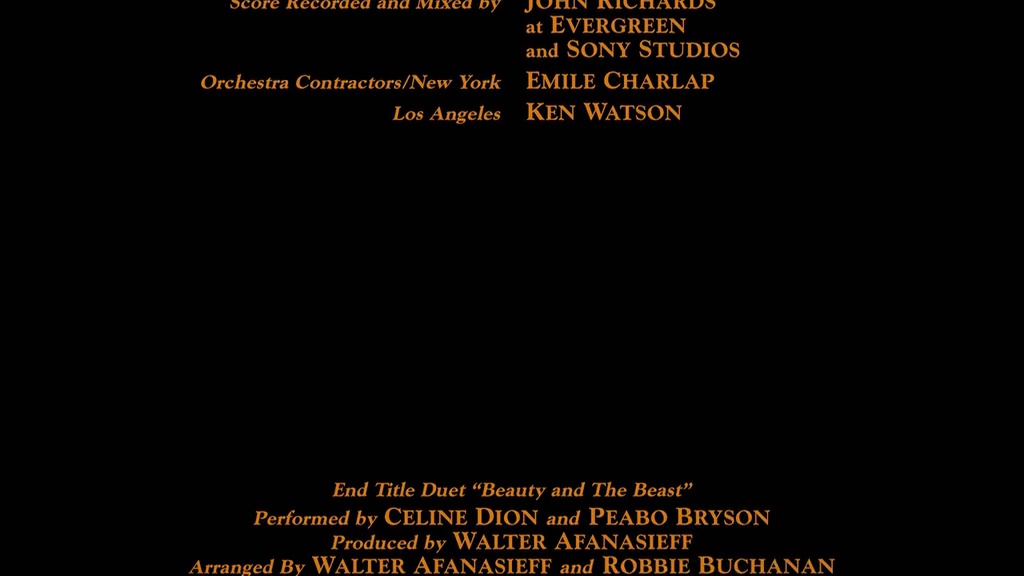 Score Recorded and Mixed by JOHN RICHARDS
at EVERGREEN
and SONY STUDIOS
Orchestra Contractors/New York EMILE CHARLAP
Los Angeles KEN WATSON
End Title Duet “Beauty and The Beast”
Performed by CELINE DION and PEABO BRYSON
Produced by WALTER AFANASIEFF
Arranged By WALTER AFANASIEFF and ROBBIE BUCHANAN